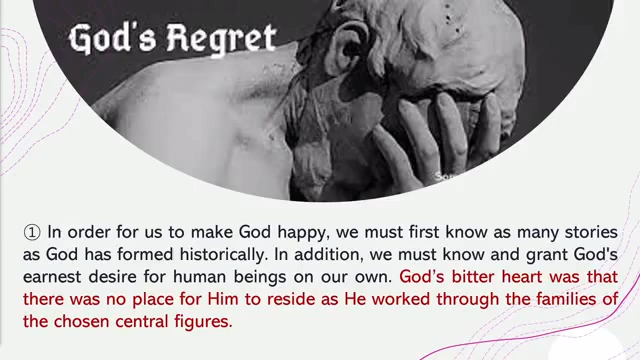 God's Regret
① In order for us to make God happy, we must first know as many stories
as God has formed historically. In addition, we must know and grant God's
earnest desire for human beings on our own. God's bitter heart was that
there was no place for Him to reside as He worked through the families of
the chosen central figures.